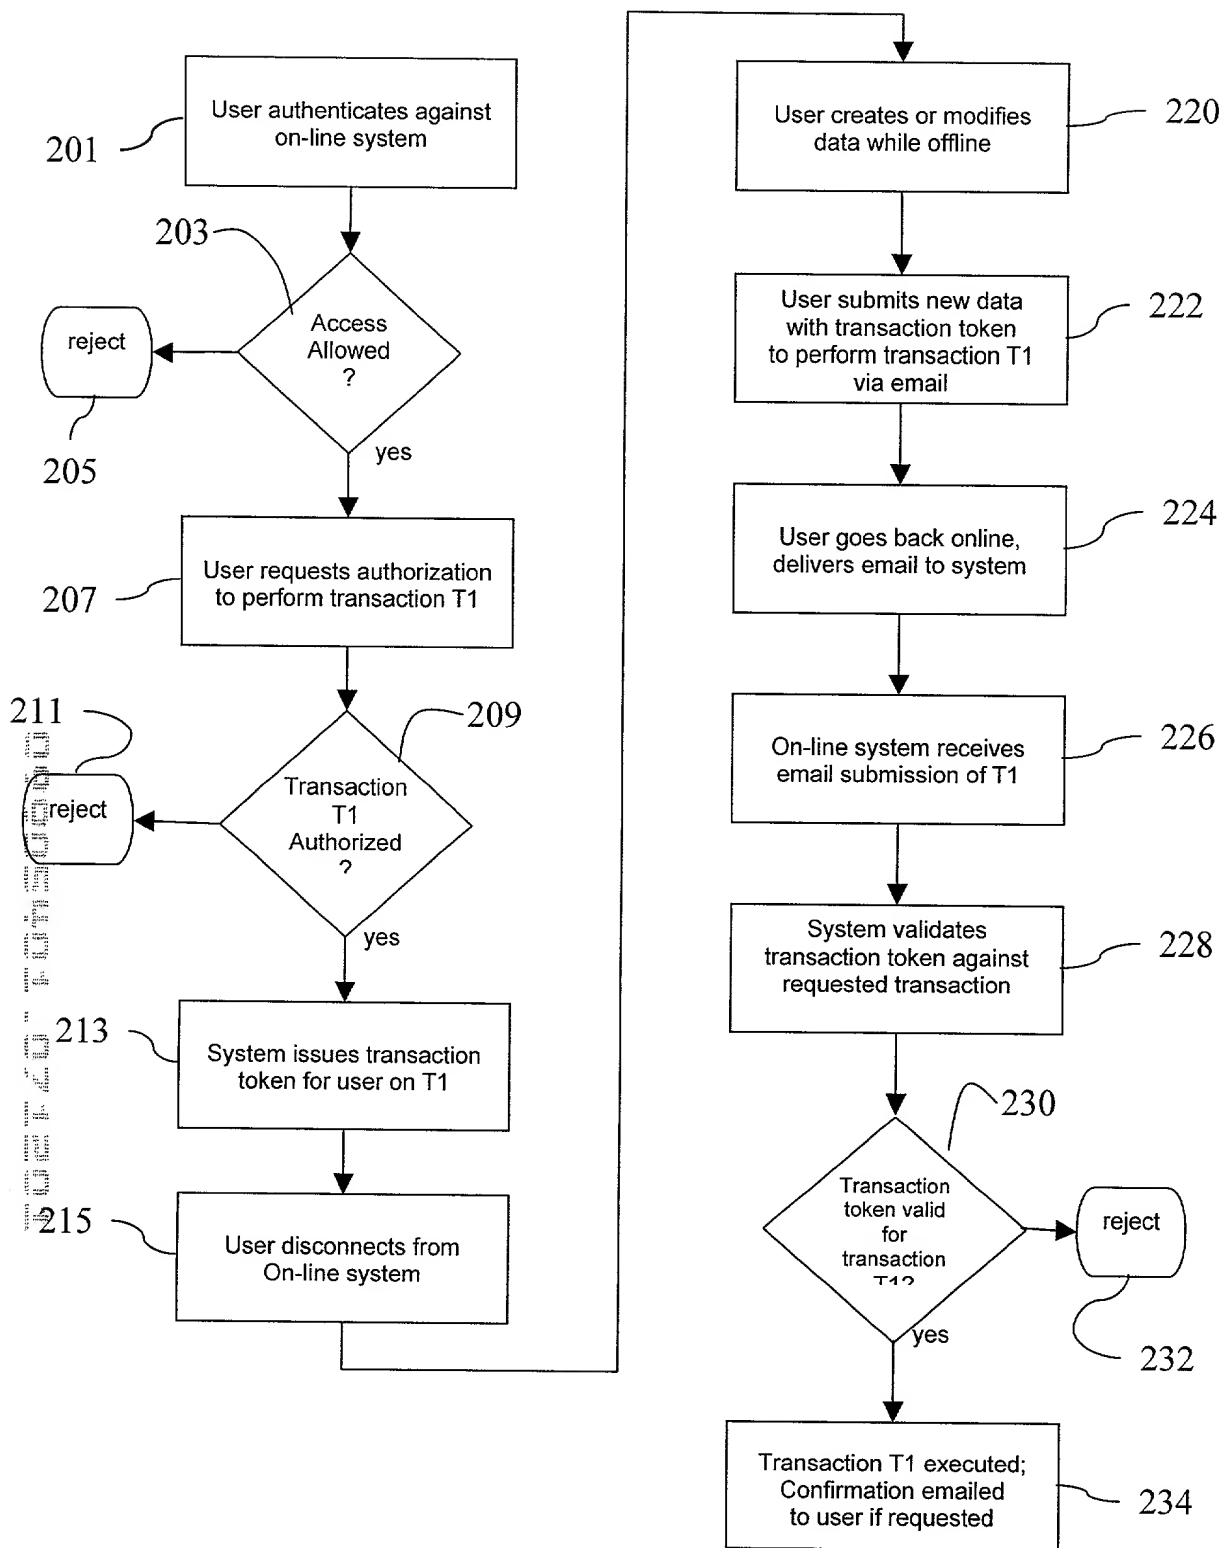 User authenticates against
on-line system
201
203
Access
Allowed
?
reject
205
yes
User requests authorization
to perform transaction T1
207
211
209
Transaction
T1
Authorized
?
reject
yes
213
System issues transaction
token for user on T1
215
User disconnects from
On-line system
User creates or modifies
data while offline
220
User submits new data
with transaction token
to perform transaction T1
via email
222
User goes back online,
delivers email to system
224
On-line system receives
email submission of T1
226
System validates
transaction token against
requested transaction
228
230
Transaction
token valid
for
transaction
T1?
reject
232
yes
Transaction T1 executed;
Confirmation emailed
to user if requested
234